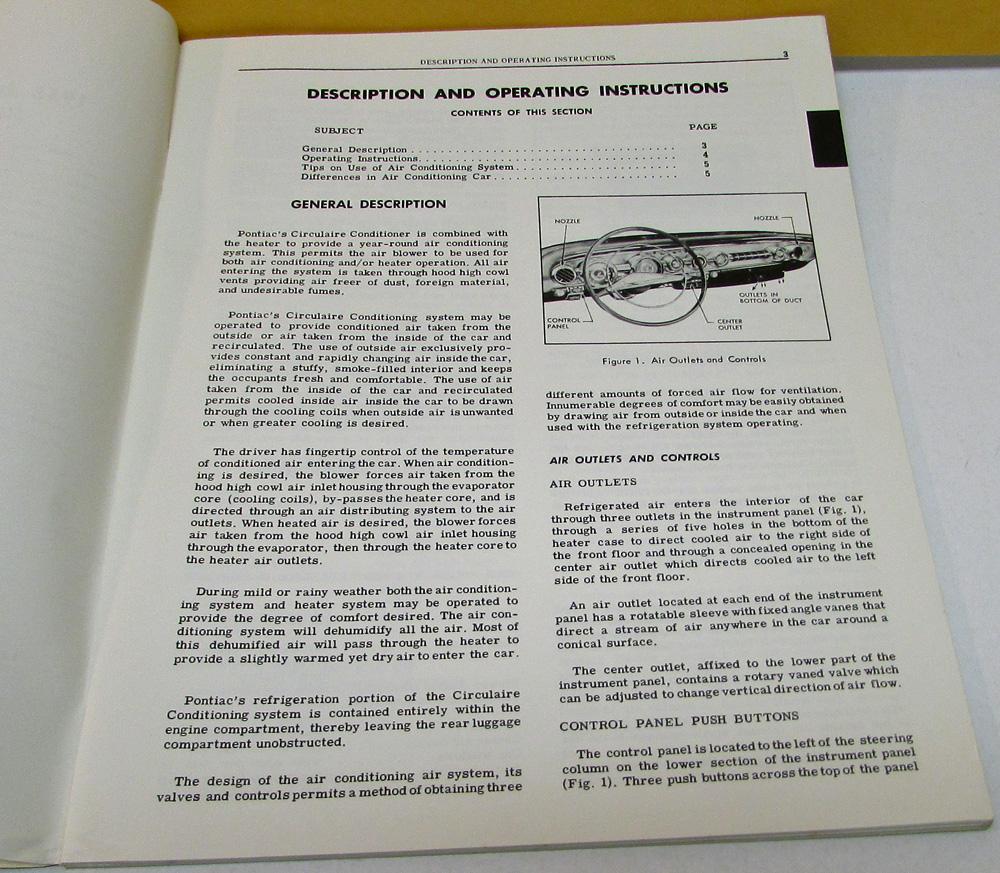 DESCRIPTION AND OPERATING INSTRUCTIONS 3
DESCRIPTION AND OPERATING INSTRUCTIONS
CONTENTS OF THIS SECTION
SUBJECT PAGE
General Description . . . . . . . . . . . . . . . . . . . . . . . . . . . . . . 3
Operating Instructions. . . . . . . . . . . . . . . . . . . . . . . . . . . . . 4
Tips on Use of Air Conditioning System . . . . . . . . . . . . . . . . . . 5
Differences in Air Conditioning Car . . . . . . . . . . . . . . . . . . . . . 5
GENERAL DESCRIPTION
Pontiac's Circulaire Conditioner is combined with
the heater to provide a year-round air conditioning
system. This permits the air blower to be used for
both air conditioning and/or heater operation. All air
entering the system is taken through hood high cowl
vents providing air freer of dust, foreign material,
and undesirable fumes.
Pontiac's Circulaire Conditioning system may be
operated to provide conditioned air taken from the
outside or air taken from the inside of the car and
recirculated. The use of outside air exclusively pro-
vides constant and rapidly changing air inside the car,
eliminating a stuffy, smoke-filled interior and keeps
the occupants fresh and comfortable. The use of air
taken from the inside of the car and recirculated
permits cooled inside air inside the car to be drawn
through the cooling coils when outside air is unwanted
or when greater cooling is desired.
The driver has fingertip control of the temperature
of conditioned air entering the car. When air condition-
ing is desired, the blower forces air taken from the
hood high cowl air inlet housing through the evaporator
core (cooling coils), by-passes the heater core, and is
directed through an air distributing system to the air
outlets. When heated air is desired, the blower forces
air taken from the hood high cowl air inlet housing
through the evaporator, then through the heater core to
the heater air outlets.
During mild or rainy weather both the air condition-
ing system and heater system may be operated to
provide the degree of comfort desired. The air con-
ditioning system will dehumidify all the air. Most of
this dehumified air will pass through the heater to
provide a slightly warmed yet dry air to enter the car.
Pontiac's refrigeration portion of the Circulaire
Conditioning system is contained entirely within the
engine compartment, thereby leaving the rear luggage
compartment unobstructed.
The design of the air conditioning air system, its
valves and controls permits a method of obtaining three
NOZZLE
NOZZLE
OUTLETS IN
BOTTOM OF DUCT
CONTROL
PANEL
CENTER
OUTLET
Figure 1. Air Outlets and Controls
different amounts of forced air flow for ventilation.
Innumerable degrees of comfort may be easily obtained
by drawing air from outside or inside the car and when
used with the refrigeration system operating.
AIR OUTLETS AND CONTROLS
AIR OUTLETS
Refrigerated air enters the interior of the car
through three outlets in the instrument panel (Fig. 1),
through a series of five holes in the bottom of the
heater case to direct cooled air to the right side of
the front floor and through a concealed opening in the
center air outlet which directs cooled air to the left
side of the front floor.
An air outlet located at each end of the instrument
panel has a rotatable sleeve with fixed angle vanes that
direct a stream of air anywhere in the car around a
conical surface.
The center outlet, affixed to the lower part of the
instrument panel, contains a rotary vaned valve which
can be adjusted to change vertical direction of air flow.
CONTROL PANEL PUSH BUTTONS
The control panel is located to the left of the steering
column on the lower section of the instrument panel
(Fig. 1). Three push buttons across the top of the panel